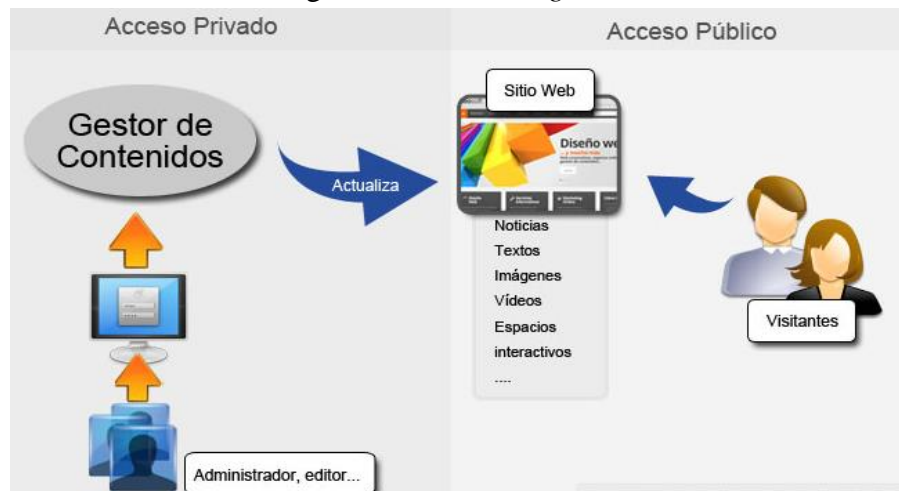 Acceso Privado
Acceso Público
Gestor de
Contenidos
Actualiza
Sitio Web
Diseño we
Noticias
Textos
Imágenes
Vídeos
Espacios
interactivos
....
Visitantes
Administrador, editor...